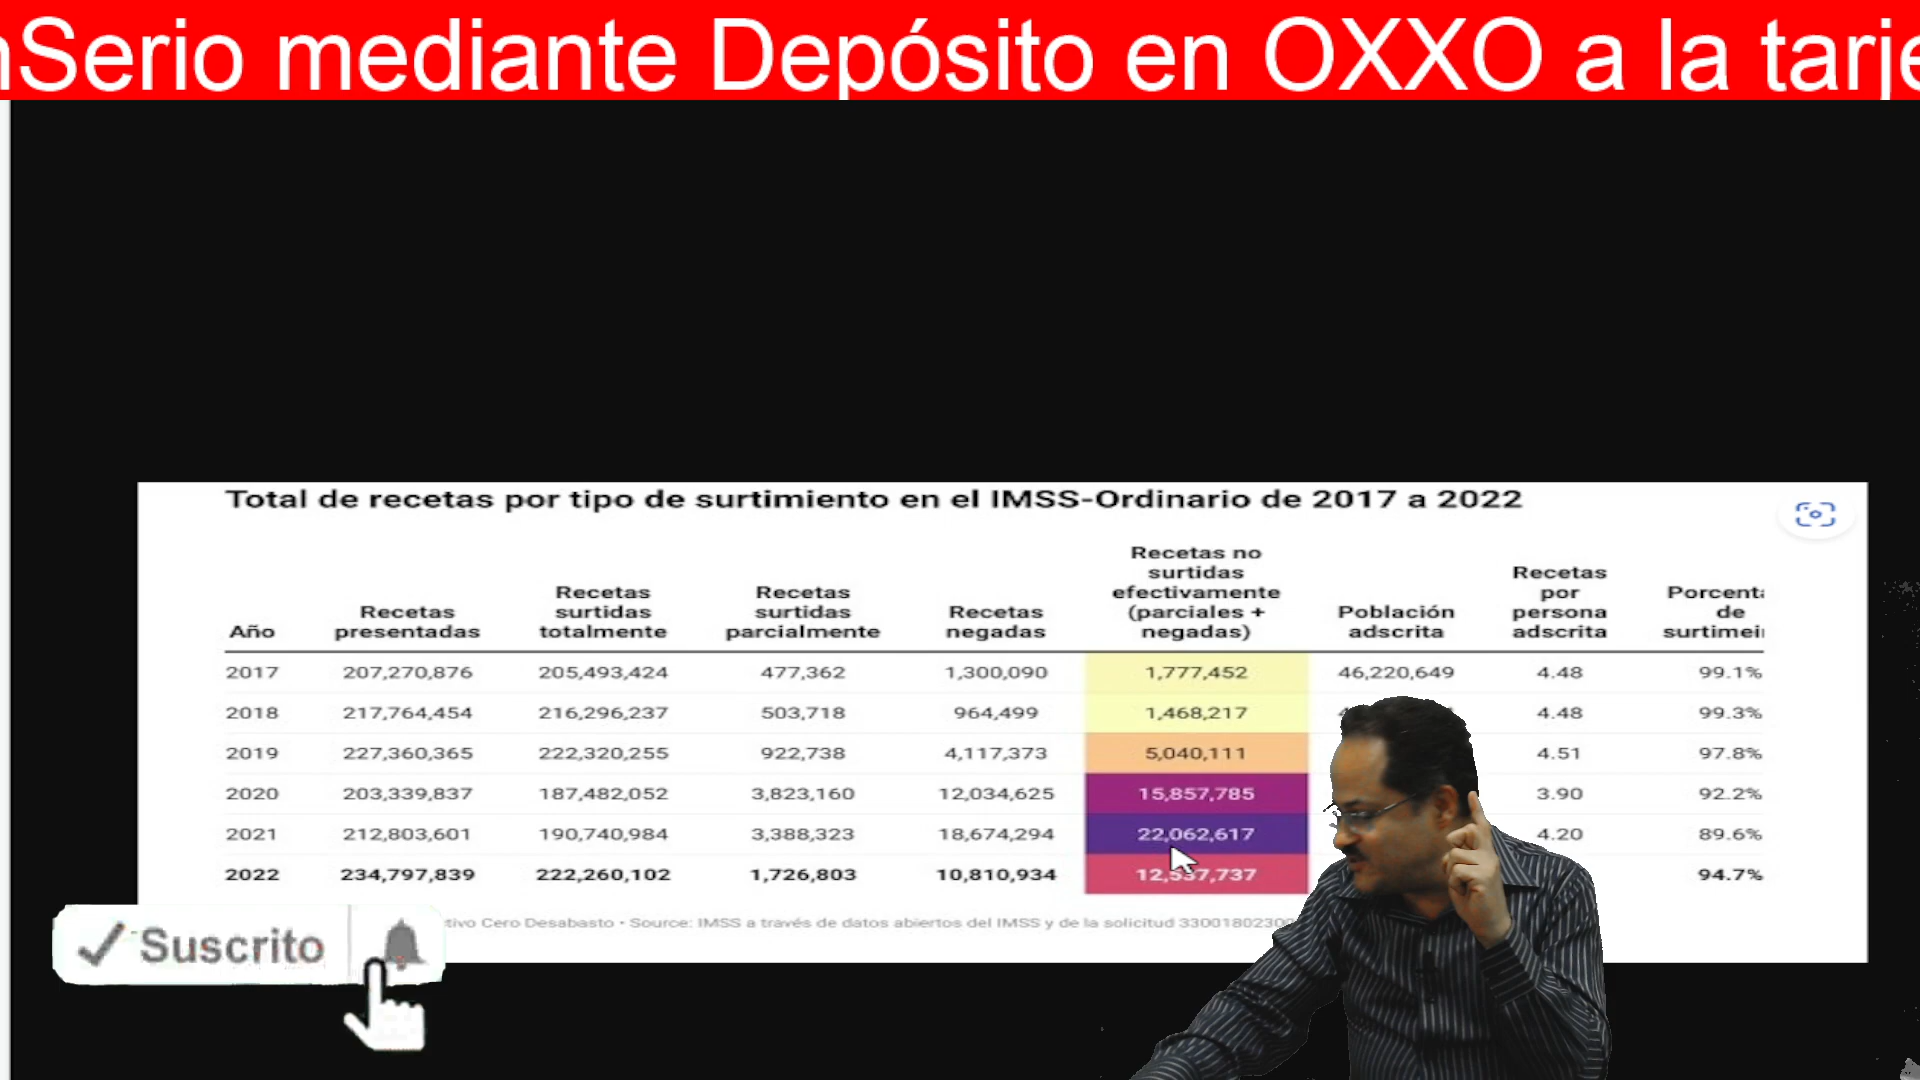 Serio mediante Depósito en OXXO a la
Total de recetas por tipo de surtimiento en el IMSS-Ordinario de 2017 a 2022
Año
Recetas
presentadas
Recetas
surtidas
totalmente
Recetas
surtidas
parcialmente
Recetas
negadas
Recetas no
surtidas
efectivamente
(parciales +
negadas)
Población
adscrita
Recetas
por
persona
adscrita
de
2017 207,270,876 205,493,424 477,362 1,300,090 1,777,452 46,220,649 4.48 99.1%
2018 217,764,454 216,296,237 503,718 964,499 1,468,217 4.48 99.3%
2019 227,360,365 222,320,255 922,738 4,117,373 5,040,111 4.51 97.8%
2020 203,339,837 187,482,052 3,823,160 12,034,625 15,857,785 3.90 92.2%
2021 212,803,601 190,740,984 3,388,323 18,674,294 22,062,617 4.20 89.6%
2022 234,797,839 222,260,102 1,726,803 10,810,934 12,537,737 94.7%
Cero Desabasto • Source: IMSS a través de datos abiertos del IMSS y de la solicitud
Suscrito